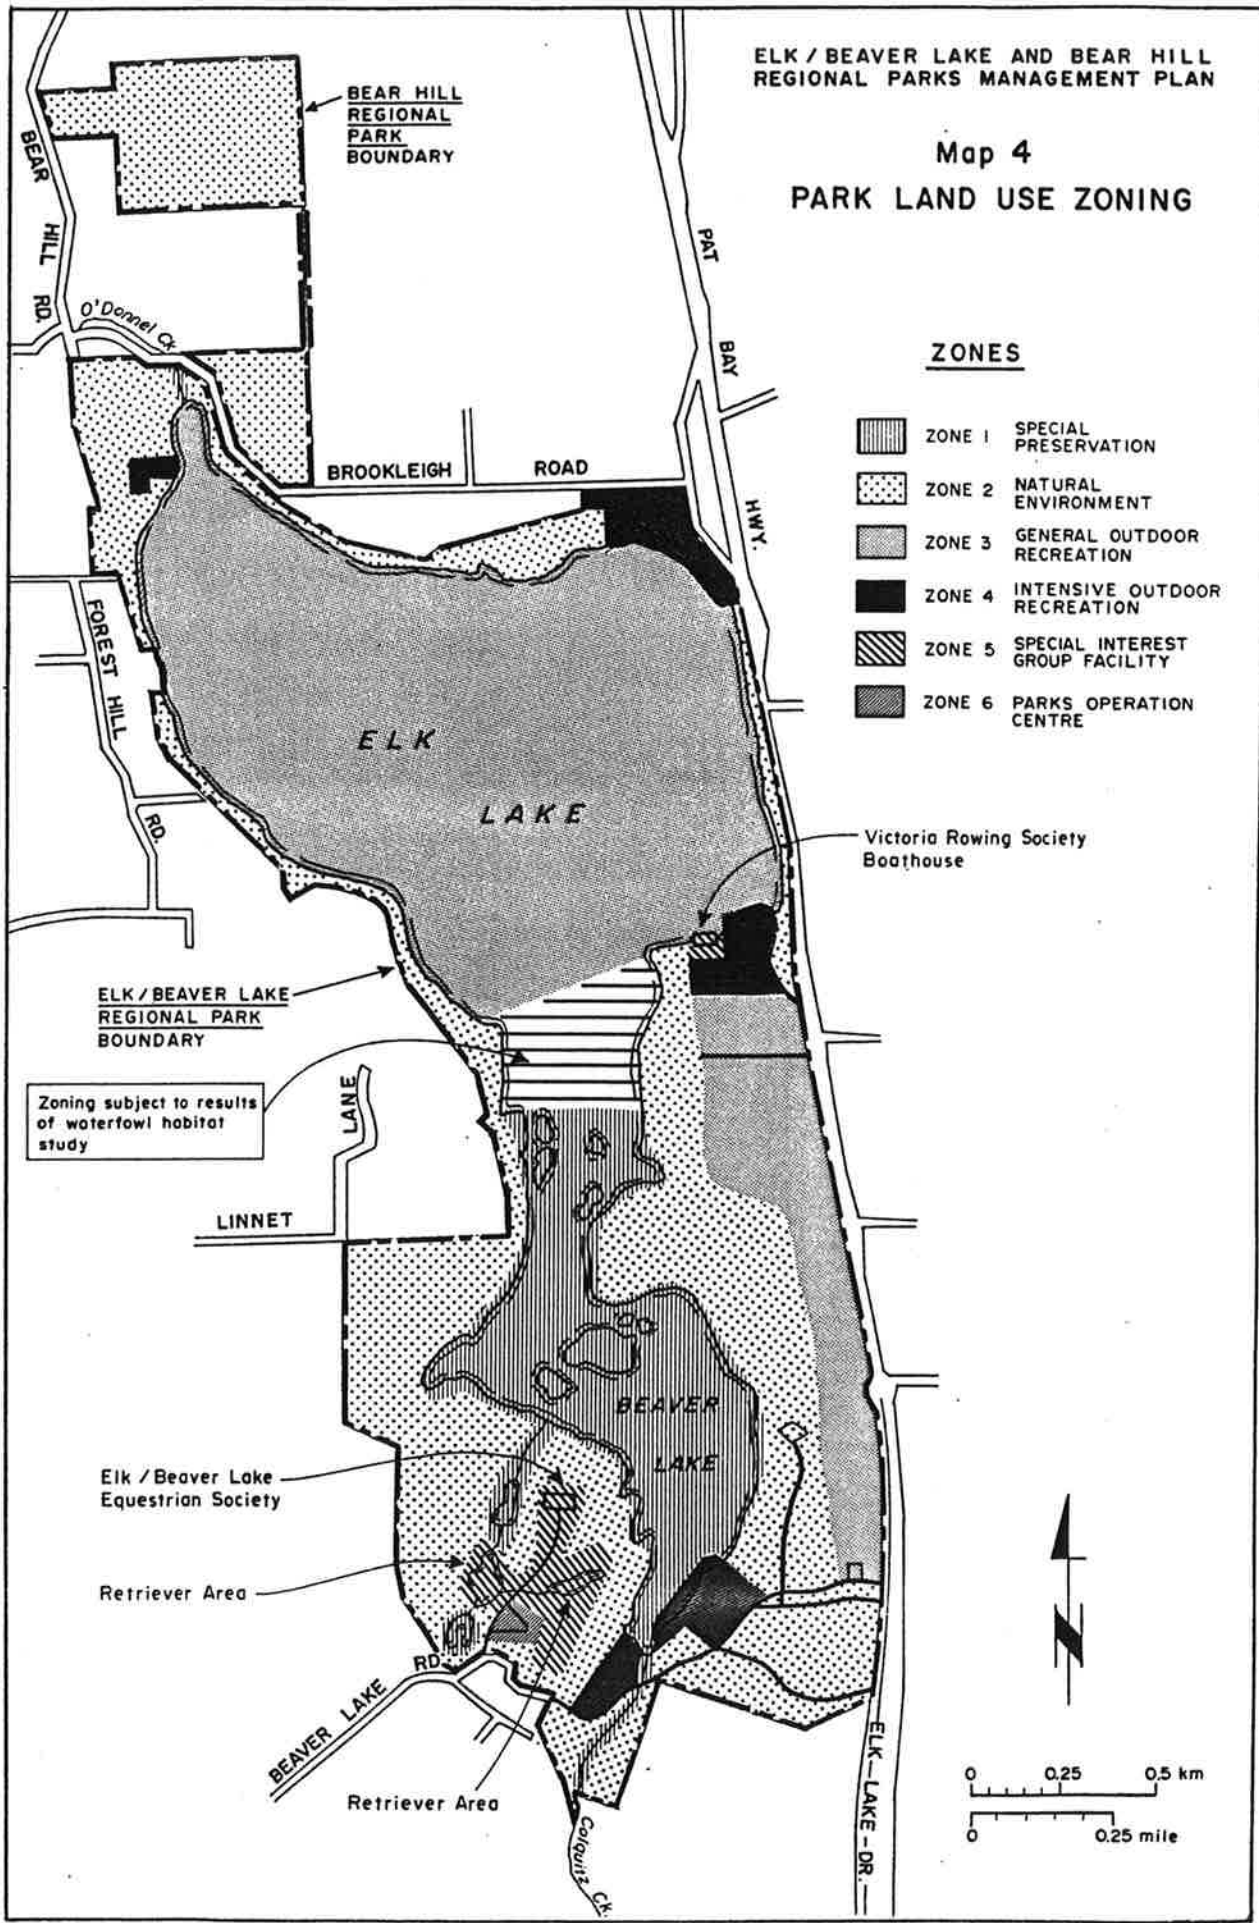 ELK / BEAVER LAKE AND BEAR HILL
REGIONAL PARKS MANAGEMENT PLAN
Map 4
PARK LAND USE ZONING
BEAR HILL
REGIONAL
PARK
BOUNDARY
BEAR
HILL
RD.
O'Donnel Ck
PAT
BAY
HWY.
BROOKLEIGH
ROAD
ZONES
ZONE 1 SPECIAL
PRESERVATION
ZONE 2 NATURAL
ENVIRONMENT
ZONE 3 GENERAL OUTDOOR
RECREATION
ZONE 4 INTENSIVE OUTDOOR
RECREATION
ZONE 5 SPECIAL INTEREST
GROUP FACILITY
ZONE 6 PARKS OPERATION
CENTRE
FOREST
HILL
RD.
ELK
LAKE
Victoria Rowing Society
Boathouse
ELK/BEAVER LAKE
REGIONAL PARK
BOUNDARY
Zoning subject to results
of waterfowl habitat
study
LANE
LINNET
BEAVER
LAKE
Elk / Beaver Lake
Equestrian Society
Retriever Area
BEAVER LAKE RD
Retriever Area
Colquitz Ck.
ELK-LAKE-DR.
N
0 0.25 0.5 km
0 0.25 mile